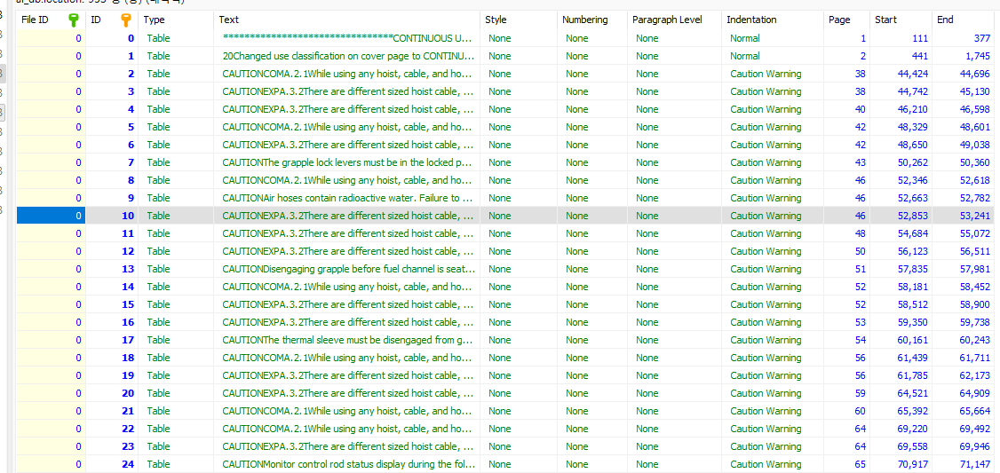 File ID ID Type Text Style Numbering Paragraph Level Indentation Page Start End
0 0 Table ********************************CONTINUOUS U... None None None Normal 1 111 377
0 1 Table 20Changed use classification on cover page to CONTINU... None None None Normal 2 441 1,745
0 2 Table CAUTIONCOMA.2.1While using any hoist, cable, and ho... None None None Caution Warning 38 44,424 44,696
0 3 Table CAUTIONEXPA.3.2There are different sized hoist cable, ... None None None Caution Warning 38 44,742 45,130
0 4 Table CAUTIONEXPA.3.2There are different sized hoist cable, ... None None None Caution Warning 40 46,210 46,598
0 5 Table CAUTIONCOMA.2.1While using any hoist, cable, and ho... None None None Caution Warning 42 48,329 48,601
0 6 Table CAUTIONEXPA.3.2There are different sized hoist cable, ... None None None Caution Warning 42 48,650 49,038
0 7 Table CAUTIONThe grapple lock levers must be in the locked p... None None None Caution Warning 43 50,262 50,360
0 8 Table CAUTIONCOMA.2.1While using any hoist, cable, and ho... None None None Caution Warning 46 52,346 52,618
0 9 Table CAUTIONAir hoses contain radioactive water. Failure to ... None None None Caution Warning 46 52,663 52,782
0 10 Table CAUTIONEXPA.3.2There are different sized hoist cable, ... None None None Caution Warning 46 52,853 53,241
0 11 Table CAUTIONEXPA.3.2There are different sized hoist cable, ... None None None Caution Warning 48 54,684 55,072
0 12 Table CAUTIONEXPA.3.2There are different sized hoist cable, ... None None None Caution Warning 50 56,123 56,511
0 13 Table CAUTIONDisengaging grapple before fuel channel is seat... None None None Caution Warning 51 57,835 57,981
0 14 Table CAUTIONCOMA.2.1While using any hoist, cable, and ho... None None None Caution Warning 52 58,181 58,452
0 15 Table CAUTIONEXPA.3.2There are different sized hoist cable, ... None None None Caution Warning 52 58,512 58,900
0 16 Table CAUTIONEXPA.3.2There are different sized hoist cable, ... None None None Caution Warning 53 59,350 59,738
0 17 Table CAUTIONThe thermal sleeve must be disengaged from g... None None None Caution Warning 54 60,161 60,243
0 18 Table CAUTIONCOMA.2.1While using any hoist, cable, and ho... None None None Caution Warning 56 61,439 61,711
0 19 Table CAUTIONEXPA.3.2There are different sized hoist cable, ... None None None Caution Warning 56 61,785 62,173
0 20 Table CAUTIONEXPA.3.2There are different sized hoist cable, ... None None None Caution Warning 59 64,521 64,909
0 21 Table CAUTIONCOMA.2.1While using any hoist, cable, and ho... None None None Caution Warning 60 65,392 65,664
0 22 Table CAUTIONCOMA.2.1While using any hoist, cable, and ho... None None None Caution Warning 64 69,220 69,492
0 23 Table CAUTIONEXPA.3.2There are different sized hoist cable, ... None None None Caution Warning 64 69,558 69,946
0 24 Table CAUTIONMonitor control rod status display during the fol... None None None Caution Warning 65 70,917 71,147